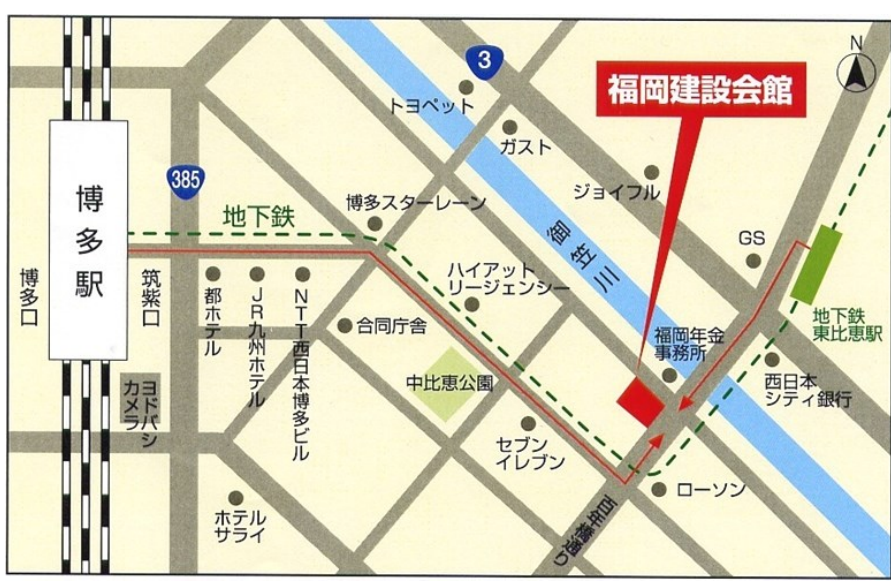 3
N
福岡建設会館
トヨペット
ガスト
385
ジョイフル
博多スターレーン
地下鉄
博多駅
御笠川
GS
博多口
筑紫口
都ホテル
JR九州ホテル
NTT西日本博多ビル
ハイアット
リージェンシー
合同庁舎
地下鉄
東比恵駅
福岡年金
事務所
西日本
シティ銀行
中比恵公園
ヨドバシ
カメラ
セブン
イレブン
ローソン
ホテル
サライ
百年橋通り